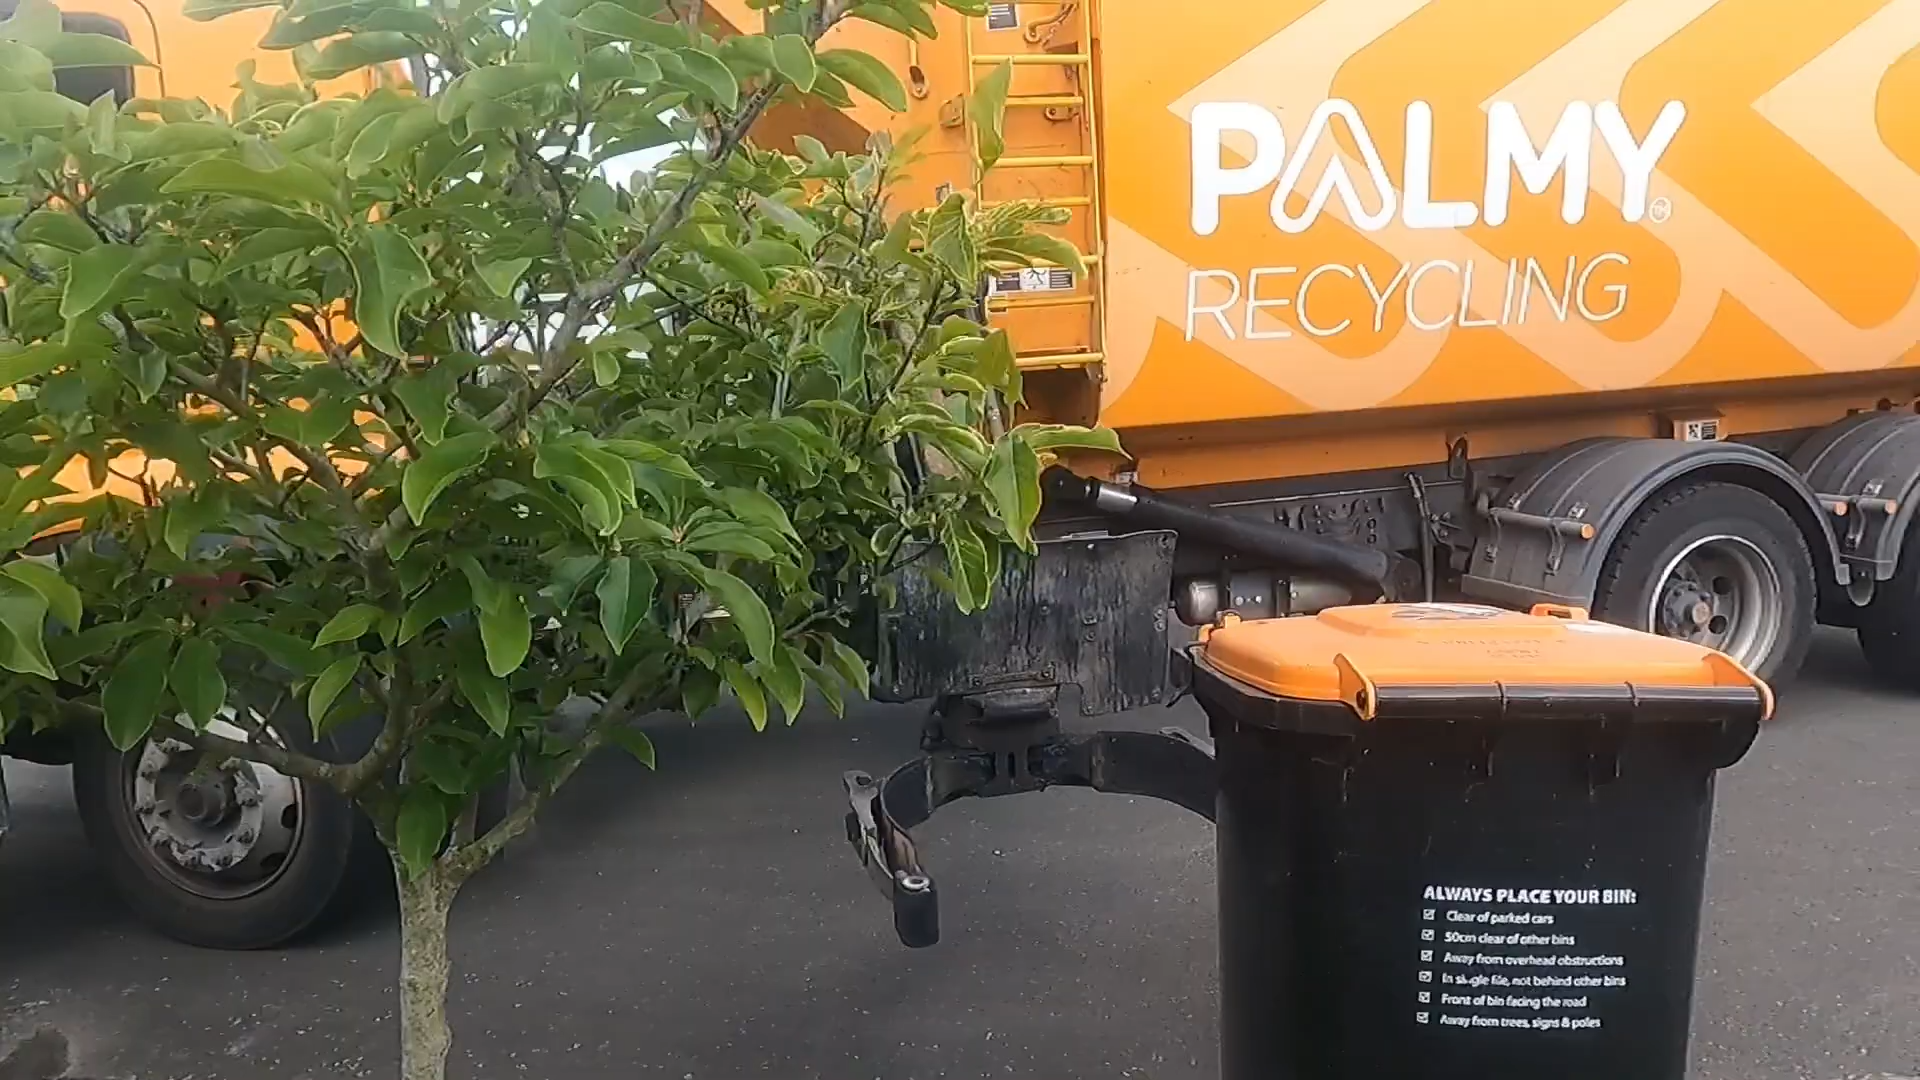 PALMY
TM
RECYCLING
ALWAYS PLACE YOUR BIN:
Clear of parked cars
50cm clear of other bins
Away from overhead obstructions
In single file, not behind other bins
Front of bin facing the road
Away from trees, signs & poles